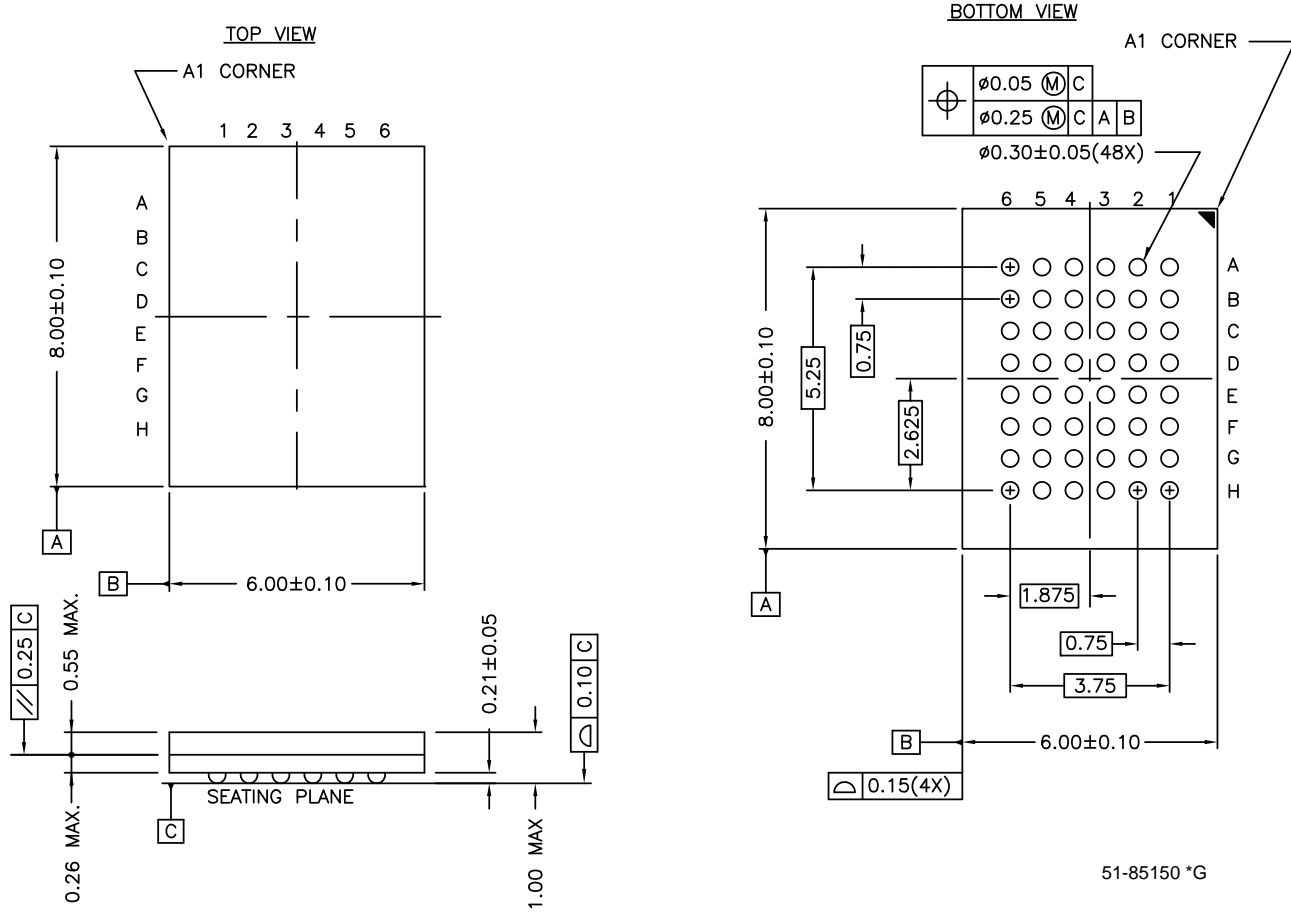 TOP VIEW
A1 CORNER
1 2 3 4 5 6
A
B
C
D
E
F
G
H
8.00±0.10
A
B
6.00±0.10
// 0.25 C
0.55 MAX.
0.26 MAX.
0.21±0.05
0.10 C
SEATING PLANE
C
1.00 MAX
BOTTOM VIEW
A1 CORNER
ø0.05 Ⓜ C
ø0.25 Ⓜ C A B
ø0.30±0.05(48X)
6 5 4 3 2 1
A
B
C
D
E
F
G
H
8.00±0.10
5.25
0.75
2.625
A
1.875
0.75
3.75
B
6.00±0.10
0.15(4X)
51-85150 *G